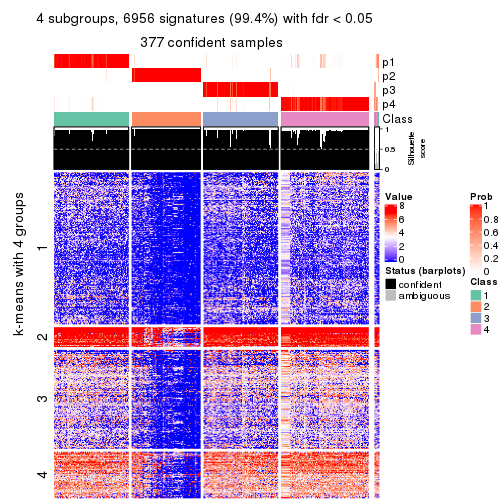 4 subgroups, 6956 signatures (99.4%) with fdr < 0.05
377 confident samples
p1
p2
p3
p4
Class
1
0.5
0
Silhouette
score
k-means with 4 groups
1
2
3
4
Value
8
6
4
2
0
Status (barplots)
confident
ambiguous
Prob
1
0.8
0.6
0.4
0.2
0
Class
1
2
3
4